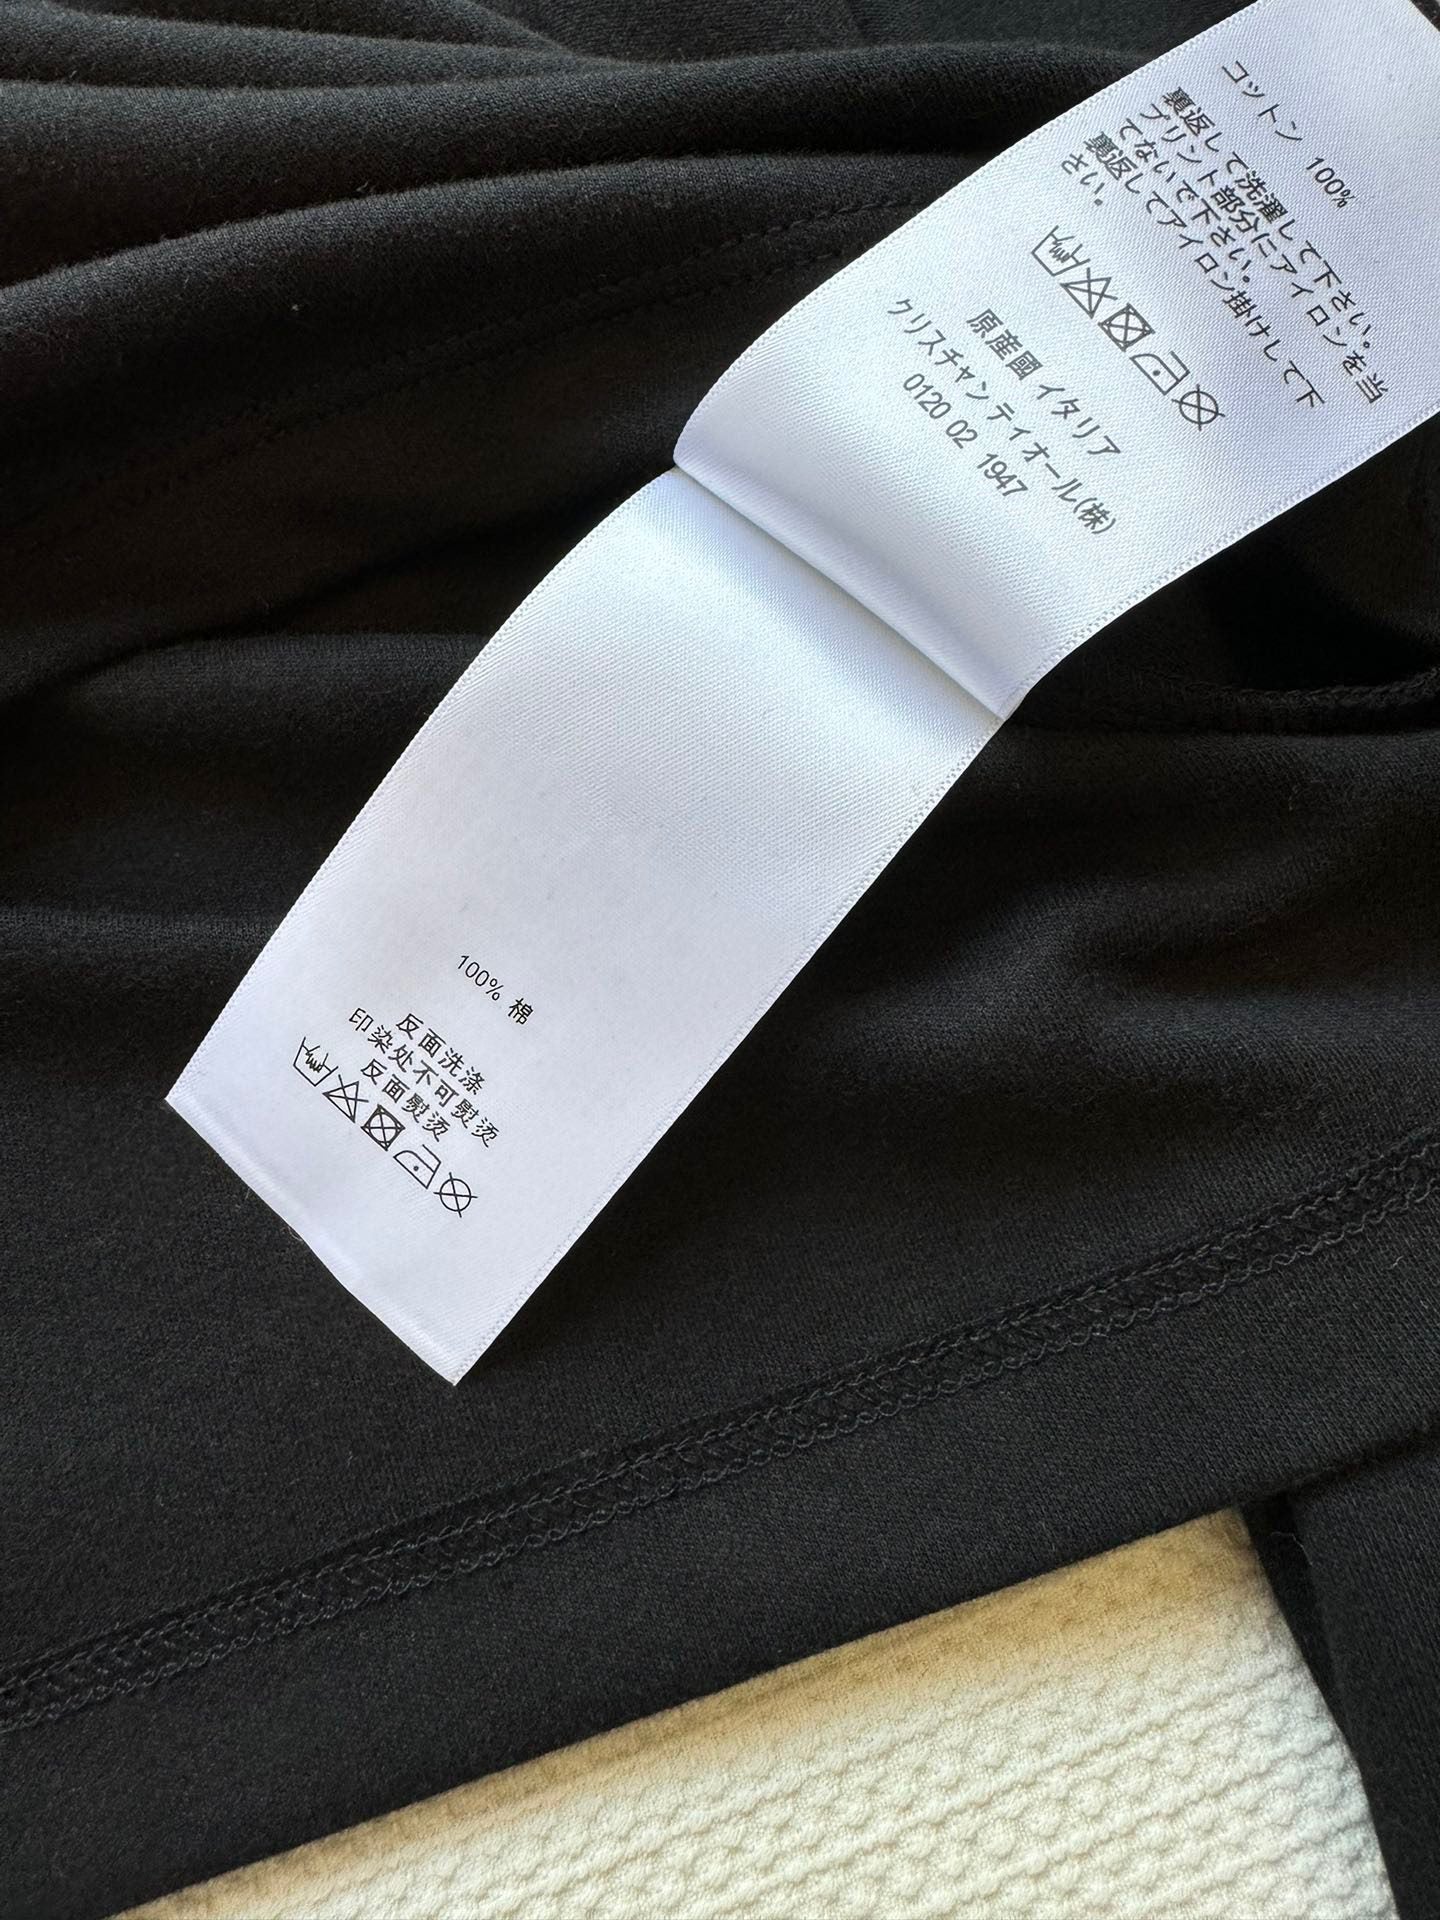 コットン 100%
裏返して洗濯して下さい。
プリント部分にアイロンを当
てないで下さい。
裏返してアイロン掛けして下
さい。
原産國 イタリア
クリスチャン ディオール(株)
0120 02 1947
100% 棉
反面洗涤
印染处不可熨烫
反面熨烫